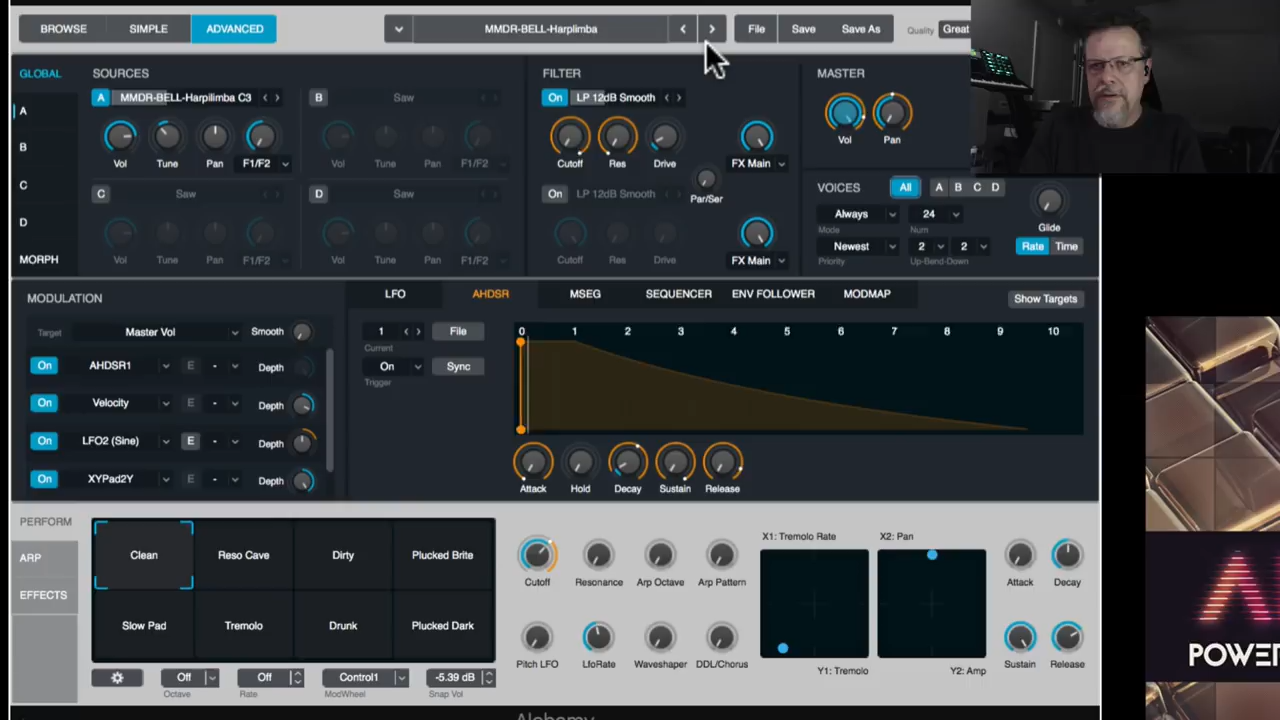 BROWSE SIMPLE ADVANCED MMDR-BELL-Harplimba File Save Save As Quality Great
GLOBAL SOURCES FILTER MASTER
A MMDR-BELL-Harpilimba C3 B Saw On LP 12dB Smooth
A
B
C
D
MORPH
Vol Tune Pan F1/F2 Vol Tune Pan F1/F2 Cutoff Res Drive FX Main Vol Pan
C Saw D Saw On LP 12dB Smooth Par/Ser
Vol Tune Pan F1/F2 Vol Tune Pan F1/F2 Cutoff Res Drive FX Main
VOICES All A B C D
Always 24 Glide
Mode Num
Newest 2 2 Rate Time
Priority Up-Bend-Down
MODULATION LFO AHDSR MSEG SEQUENCER ENV FOLLOWER MODMAP Show Targets
Target Master Vol Smooth 1 File 0 1 2 3 4 5 6 7 8 9 10
Current
On AHDSR1 E - Depth On Sync
Trigger
On Velocity E - Depth
On LFO2 (Sine) E - Depth
On XYPad2Y E - Depth
Attack Hold Decay Sustain Release
PERFORM
ARP
EFFECTS
Clean Reso Cave Dirty Plucked Brite
Slow Pad Tremolo Drunk Plucked Dark
Off Off Control1 -5.39 dB
Octave Rate ModWheel Snap Vol
Cutoff Resonance Arp Octave Arp Pattern
Pitch LFO LfoRate Waveshaper DDL/Chorus
X1: Tremolo Rate X2: Pan
Y1: Tremolo Y2: Amp
Attack Decay
Sustain Release